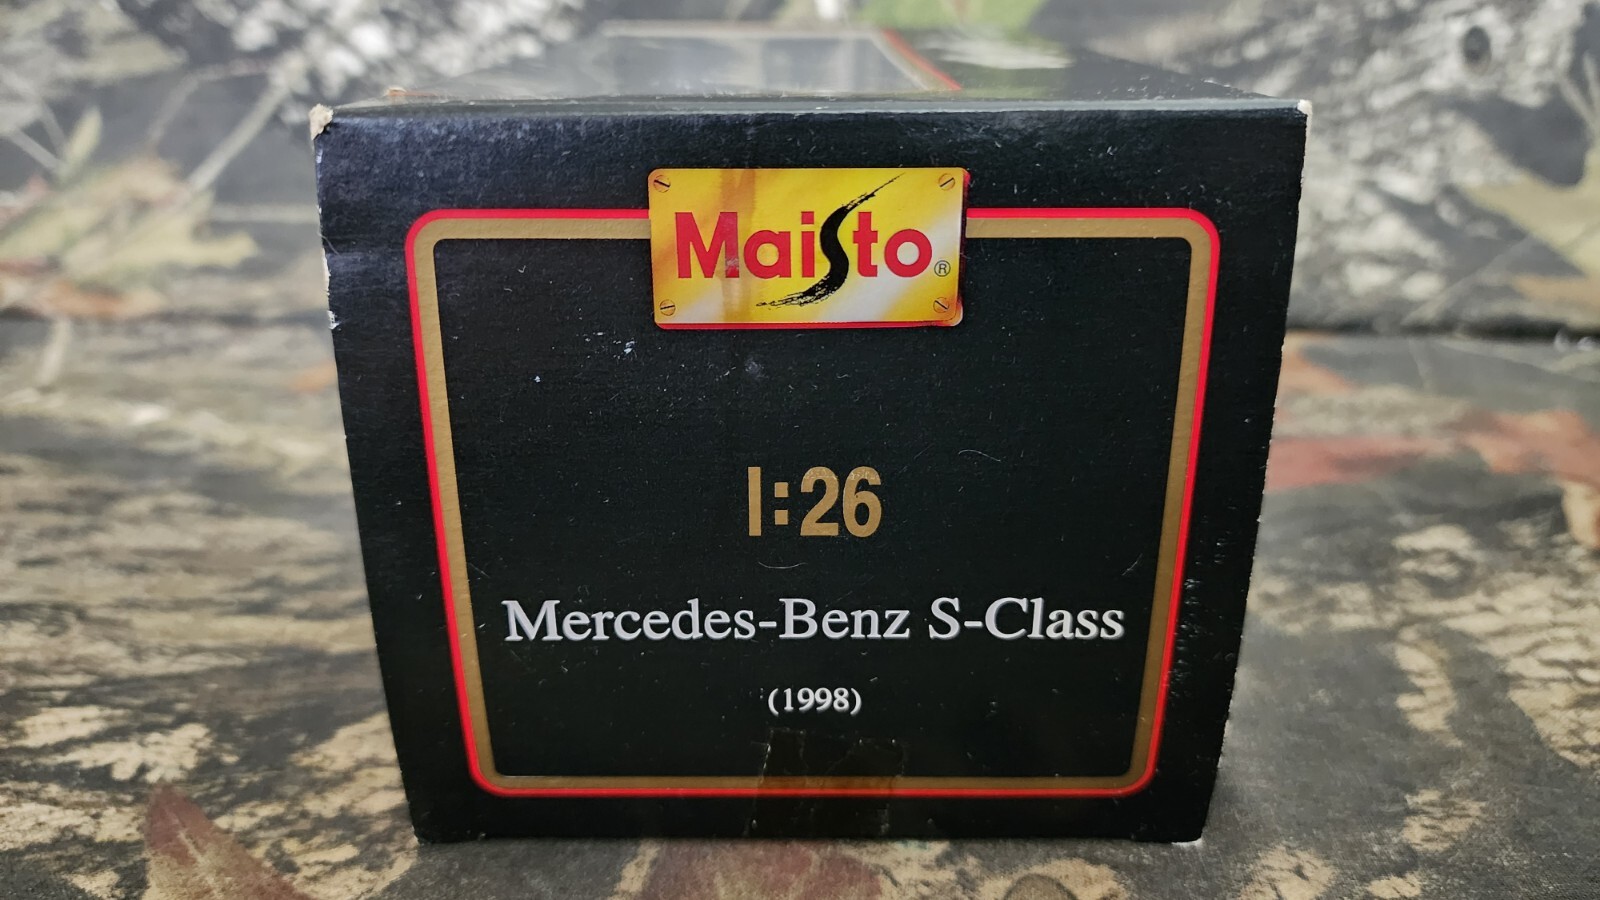 Maisto®
1:26
Mercedes-Benz S-Class
(1998)